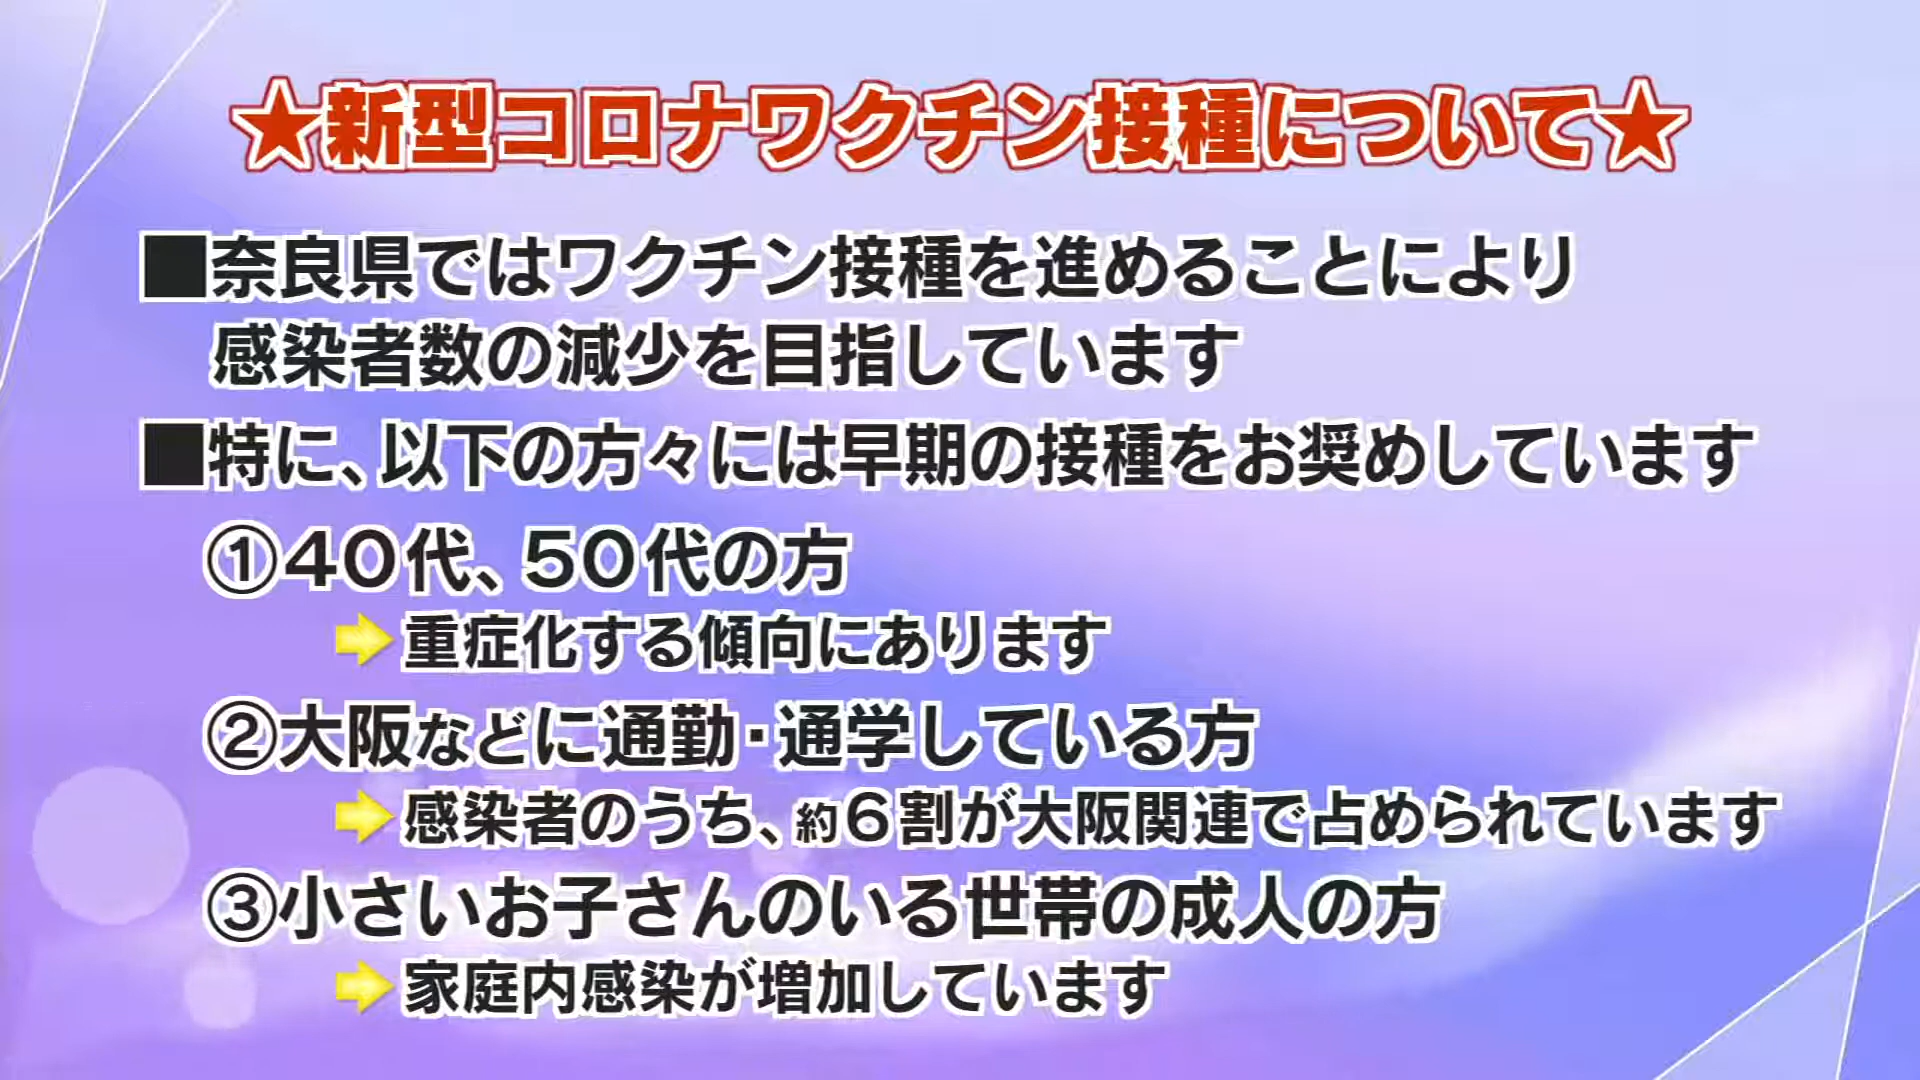 ★新型コロナワクチン接種について★
■奈良県ではワクチン接種を進めることにより
感染者数の減少を目指しています
■特に、以下の方々には早期の接種をお奨めしています
①４０代、５０代の方
➡重症化する傾向にあります
②大阪などに通勤・通学している方
➡感染者のうち、約６割が大阪関連で占められています
③小さいお子さんのいる世帯の成人の方
➡家庭内感染が増加しています